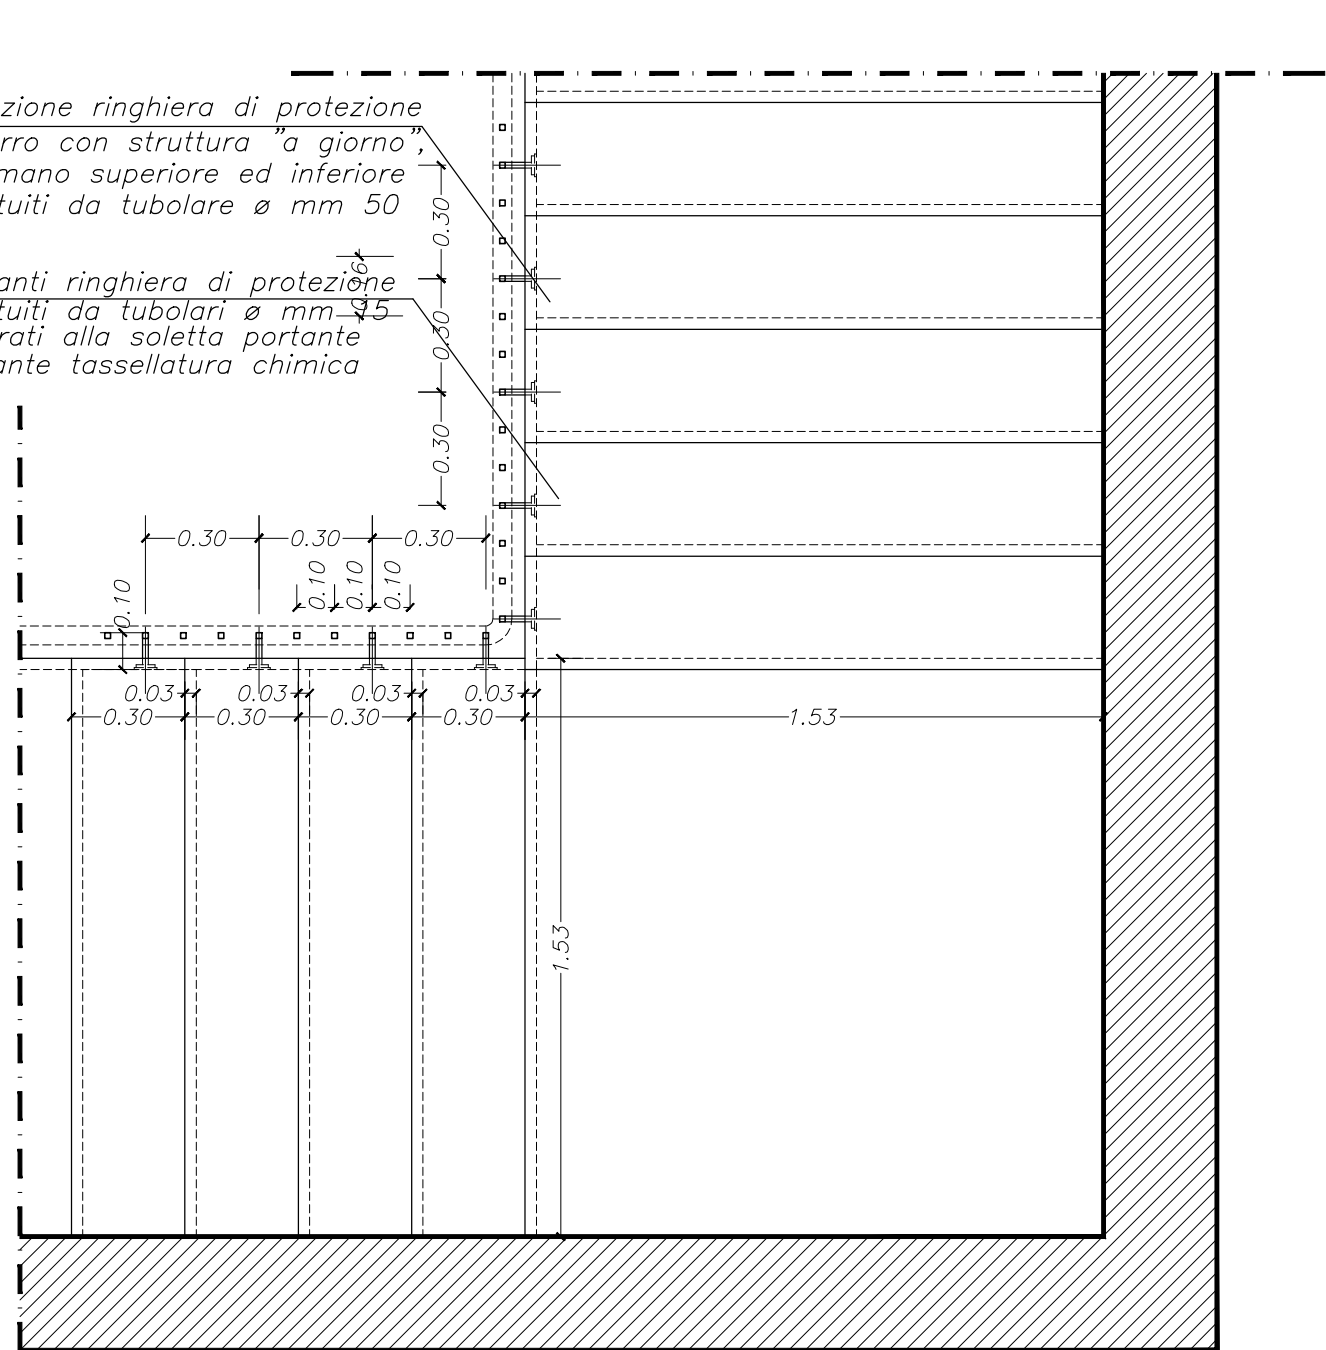 zione ringhiera di protezione
rro con struttura "a giorno",
mano superiore ed inferiore
tuiti da tubolare ø mm 50
anti ringhiera di protezione
tuiti da tubolari ø mm 15
rati alla soletta portante
ante tassellatura chimica
0.30
0.30
0.30
0.30 0.30 0.30
0.10 0.10 0.10 0.10
0.03 0.03 0.03 0.03
0.30 0.30 0.30 0.30 1.53
1.53